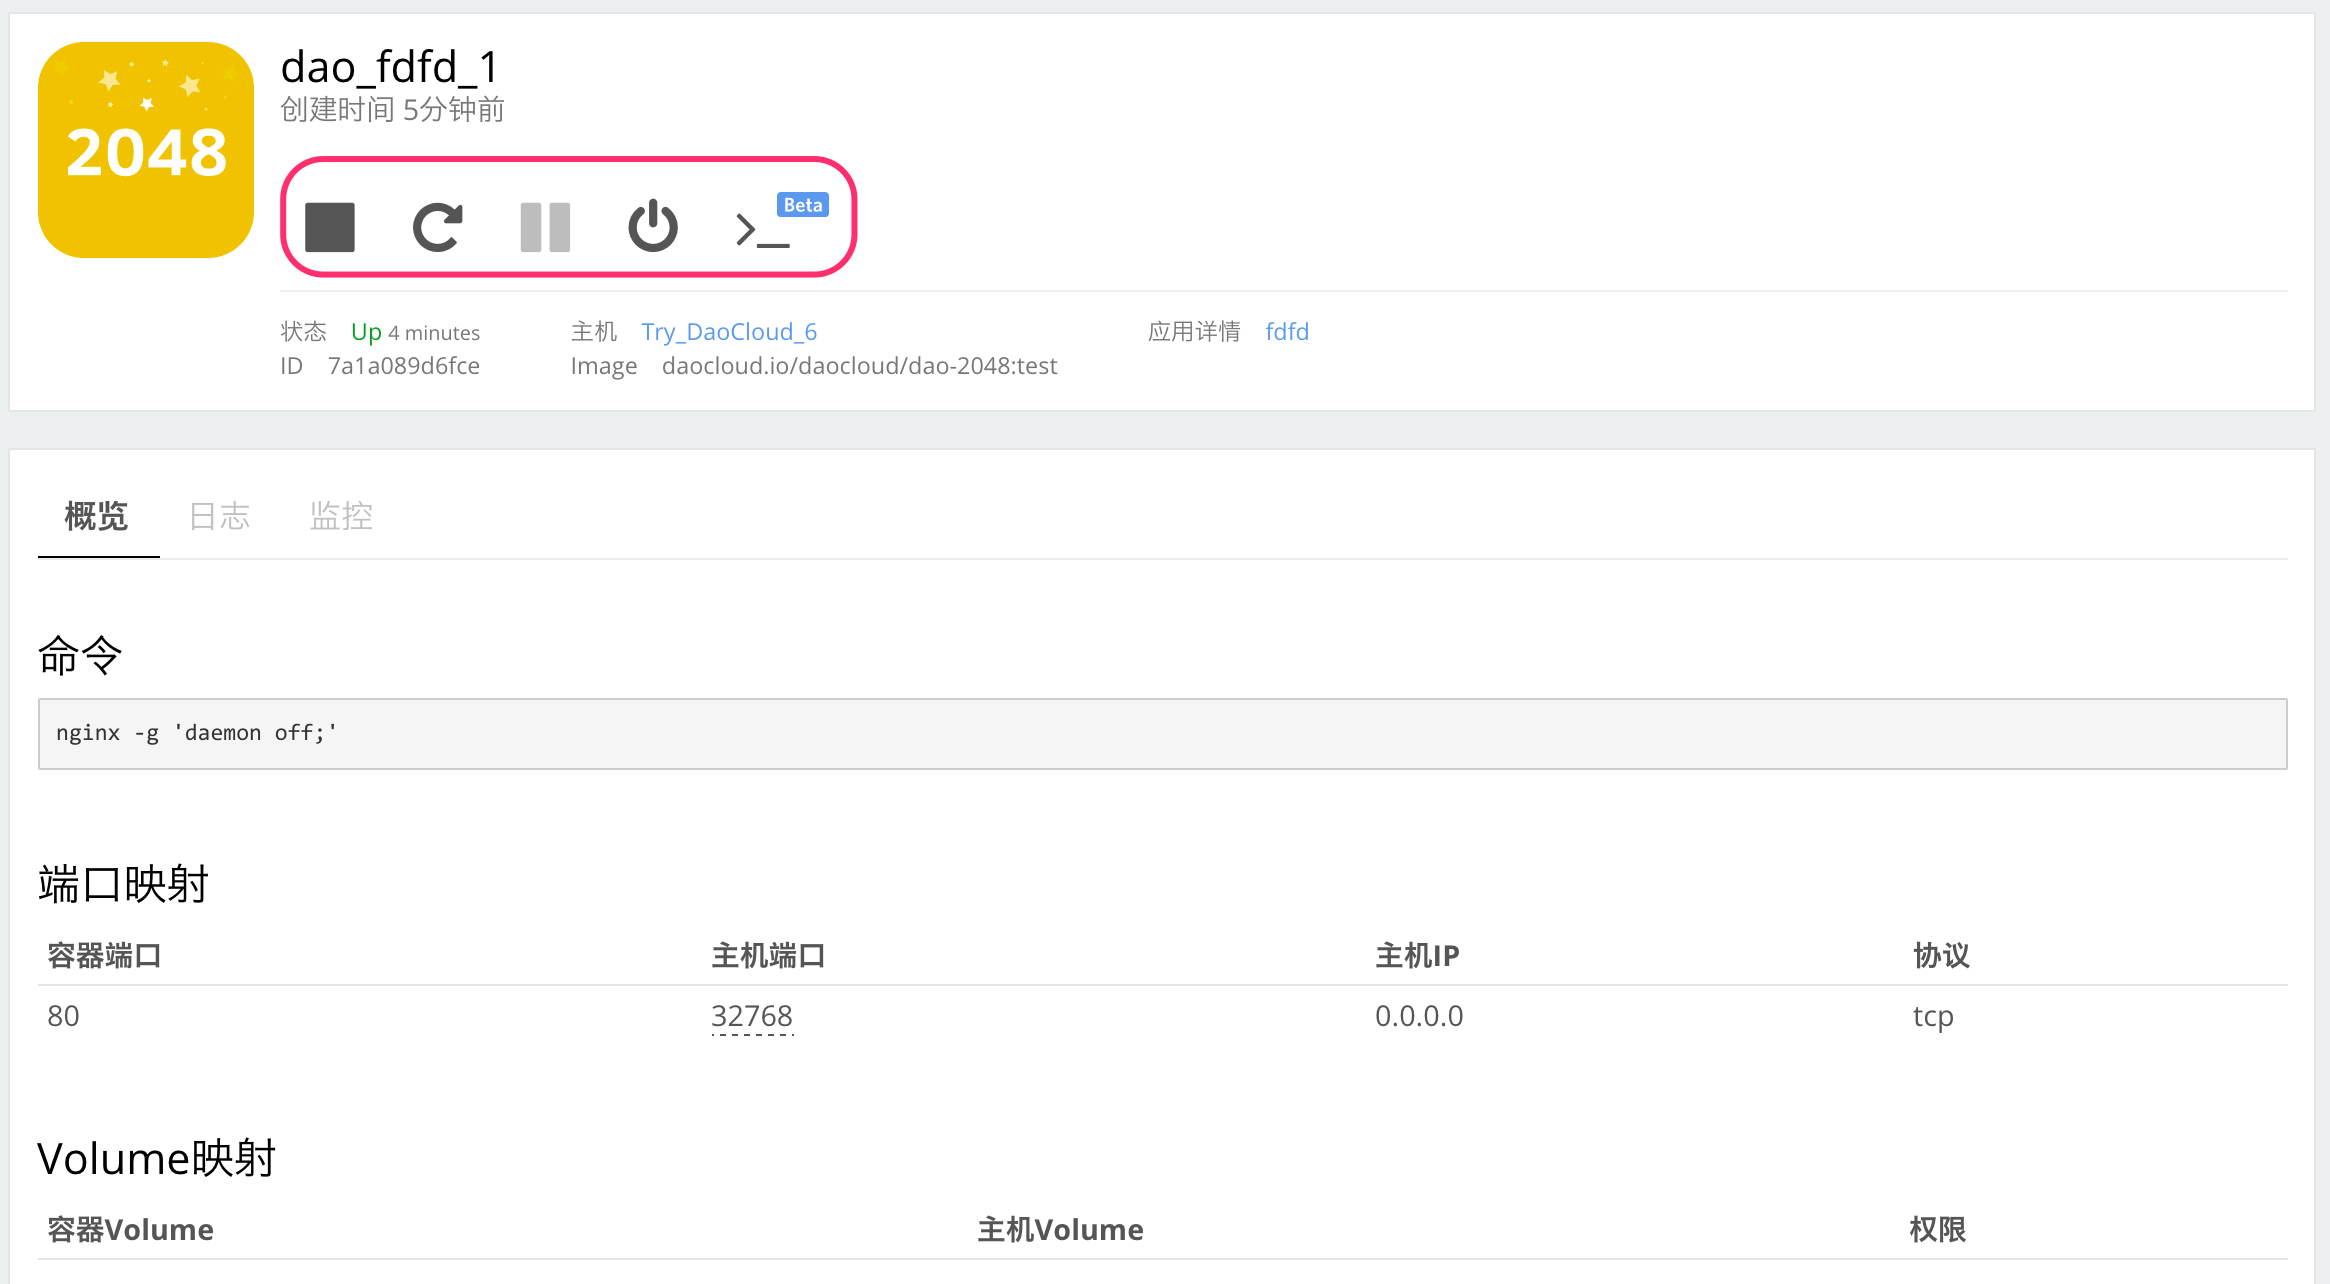 2048
dao_fdfd_1
创建时间 5分钟前
>_ Beta
状态 Up 4 minutes 主机 Try_DaoCloud_6 应用详情 fdfd
ID 7a1a089d6fce Image daocloud.io/daocloud/dao-2048:test
概览 日志 监控
命令
nginx -g 'daemon off;'
端口映射
容器端口 主机端口 主机IP 协议
80 32768 0.0.0.0 tcp
Volume映射
容器Volume 主机Volume 权限